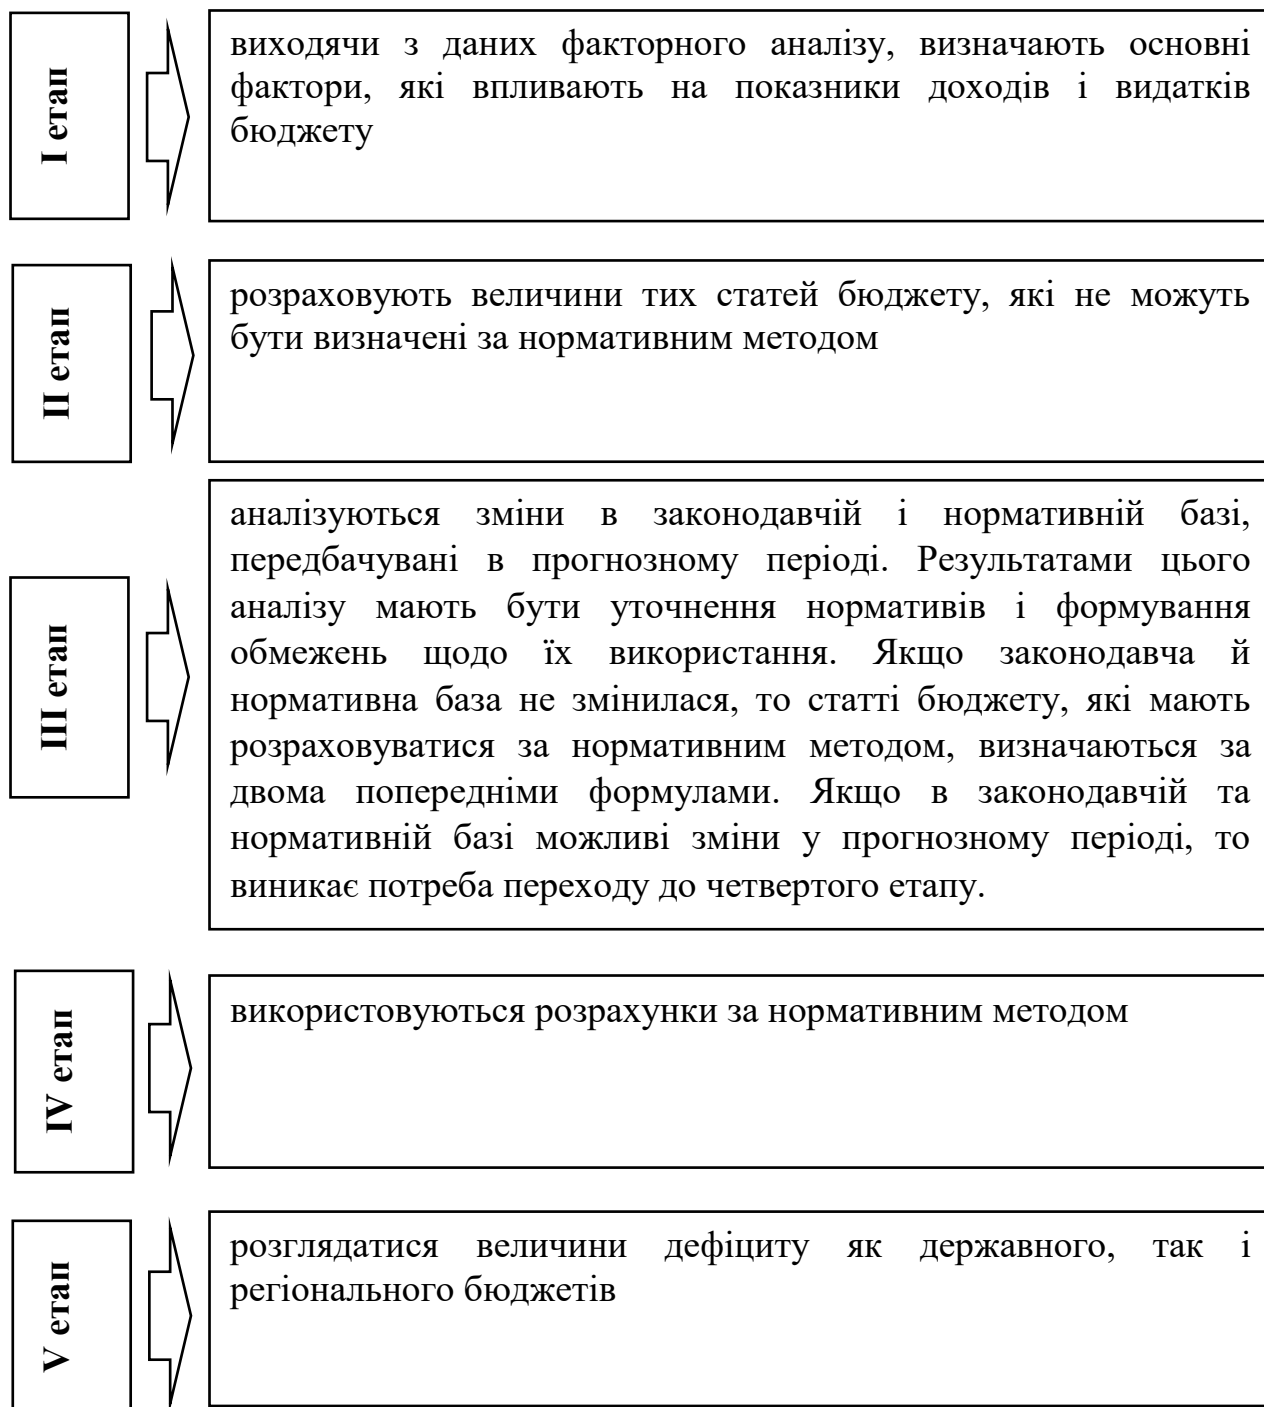 І етап
виходячи з даних факторного аналізу, визначають основні
фактори, які впливають на показники доходів і видатків
бюджету
ІІ етап
розраховують величини тих статей бюджету, які не можуть
бути визначені за нормативним методом
ІІІ етап
аналізуються зміни в законодавчій і нормативній базі,
передбачувані в прогнозному періоді. Результатами цього
аналізу мають бути уточнення нормативів і формування
обмежень щодо їх використання. Якщо законодавча й
нормативна база не змінилася, то статті бюджету, які мають
розраховуватися за нормативним методом, визначаються за
двома попередніми формулами. Якщо в законодавчій та
нормативній базі можливі зміни у прогнозному періоді, то
виникає потреба переходу до четвертого етапу.
IV етап
використовуються розрахунки за нормативним методом
V етап
розглядатися величини дефіциту як державного, так і
регіонального бюджетів